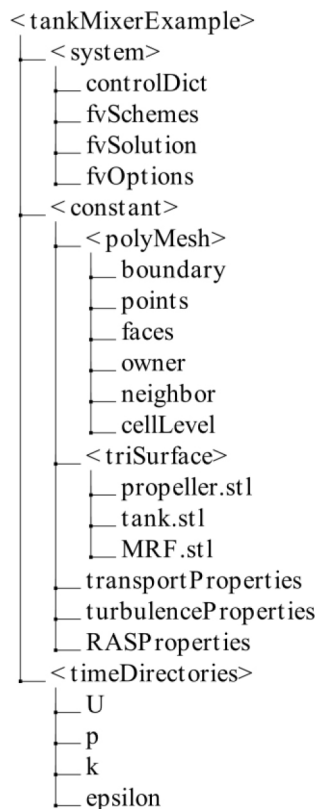 <tankMixerExample>
<system>
controlDict
fvSchemes
fvSolution
fvOptions
<constant>
<polyMesh>
boundary
points
faces
owner
neighbor
cellLevel
<triSurface>
propeller.stl
tank.stl
MRF.stl
transportProperties
turbulenceProperties
RASProperties
<timeDirectories>
U
p
k
epsilon